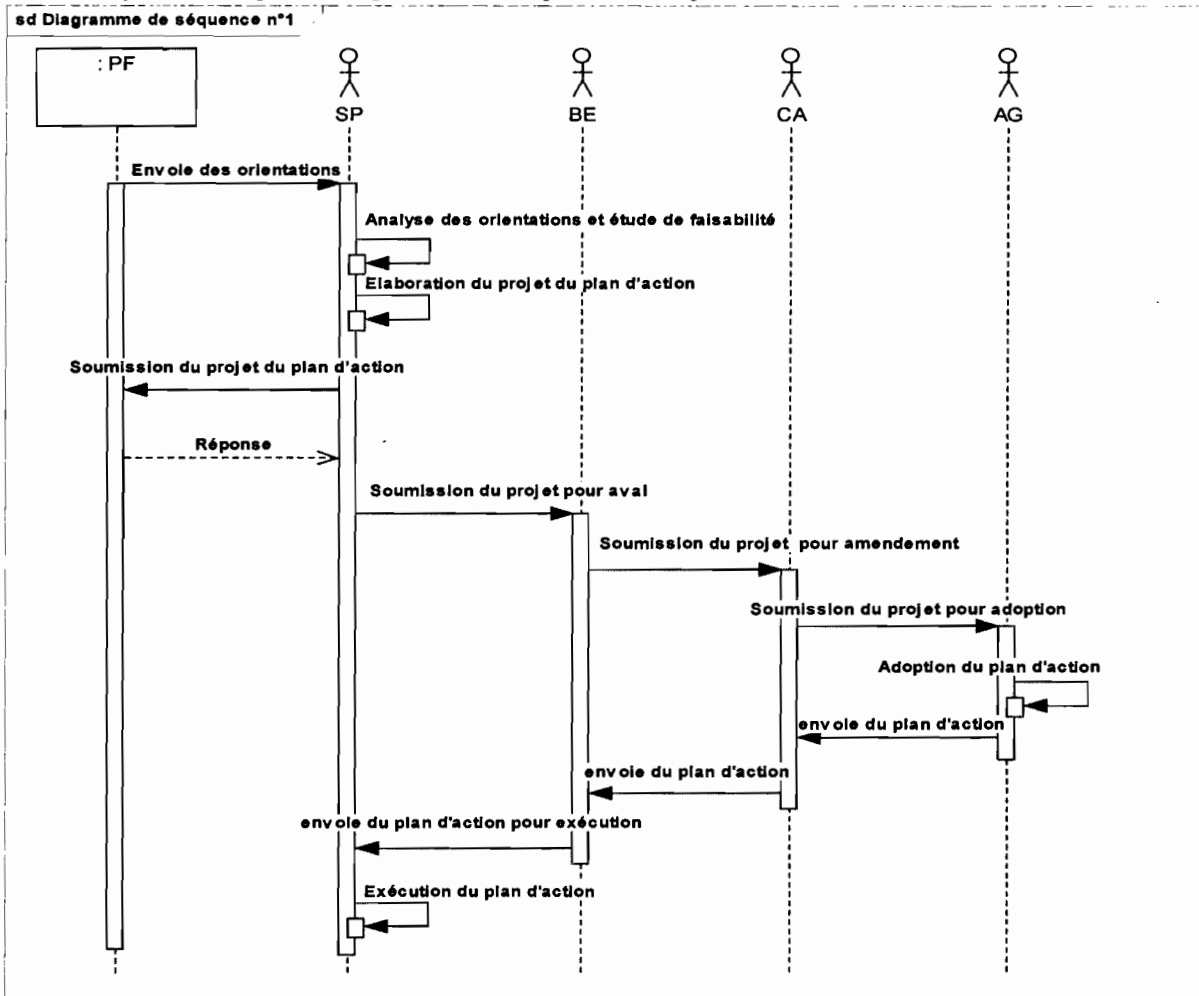 sd Diagramme de séquence n°1
: PF
SP
BE
CA
AG
Envoie des orientations
Analyse des orientations et étude de faisabilité
Elaboration du projet du plan d'action
Soumission du projet du plan d'action
Réponse
Soumission du projet pour aval
Soumission du projet pour amendement
Soumission du projet pour adoption
Adoption du plan d'action
envoie du plan d'action
envoie du plan d'action
envoie du plan d'action pour exécution
Exécution du plan d'action